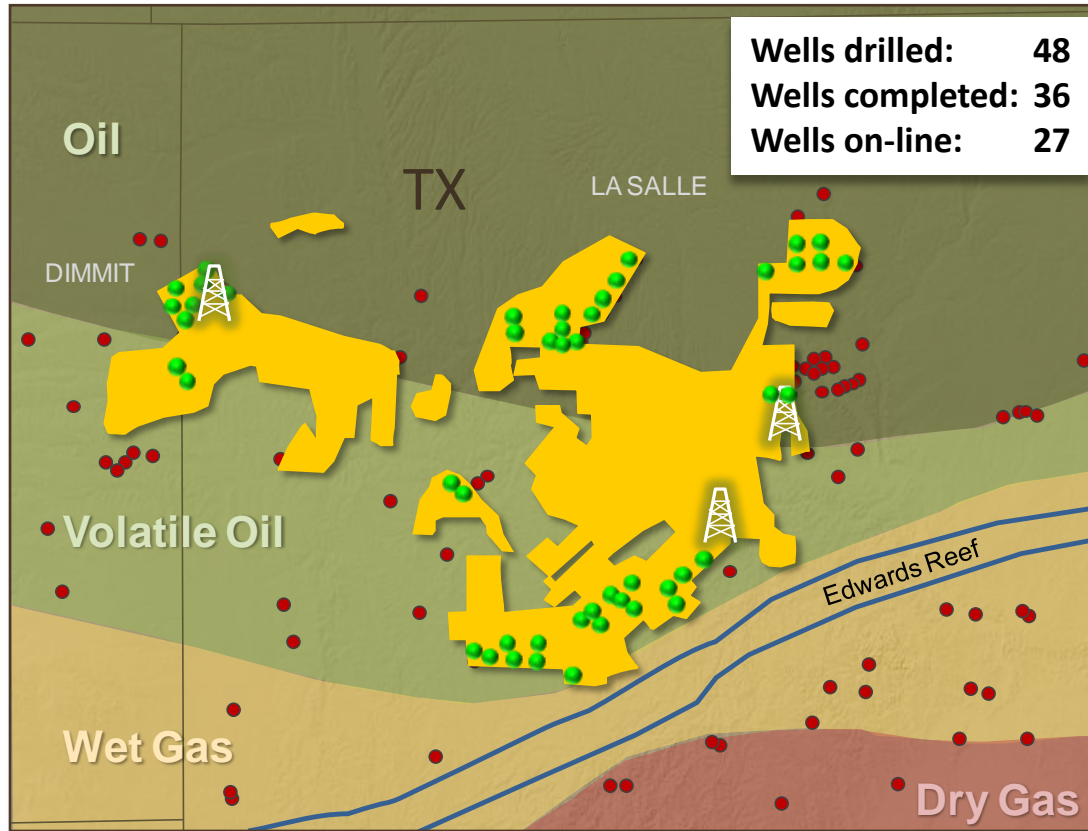 Wells drilled: 48
Wells completed: 36
Wells on-line: 27
Oil
TX
LA SALLE
DIMMIT
Volatile Oil
Edwards Reef
Wet Gas
Dry Gas